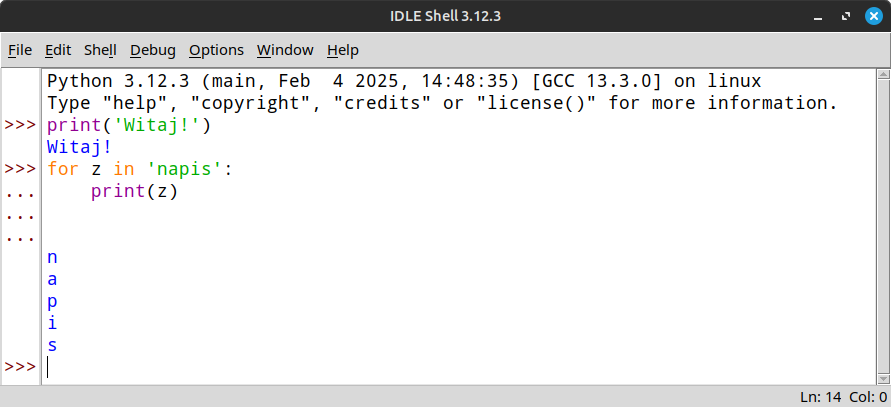 IDLE Shell 3.12.3
File Edit Shell Debug Options Window Help
Python 3.12.3 (main, Feb  4 2025, 14:48:35) [GCC 13.3.0] on linux
Type "help", "copyright", "credits" or "license()" for more information.
>>> print('Witaj!')
Witaj!
>>> for z in 'napis':
...     print(z)
...
...
n
a
p
i
s
>>>
Ln: 14 Col: 0